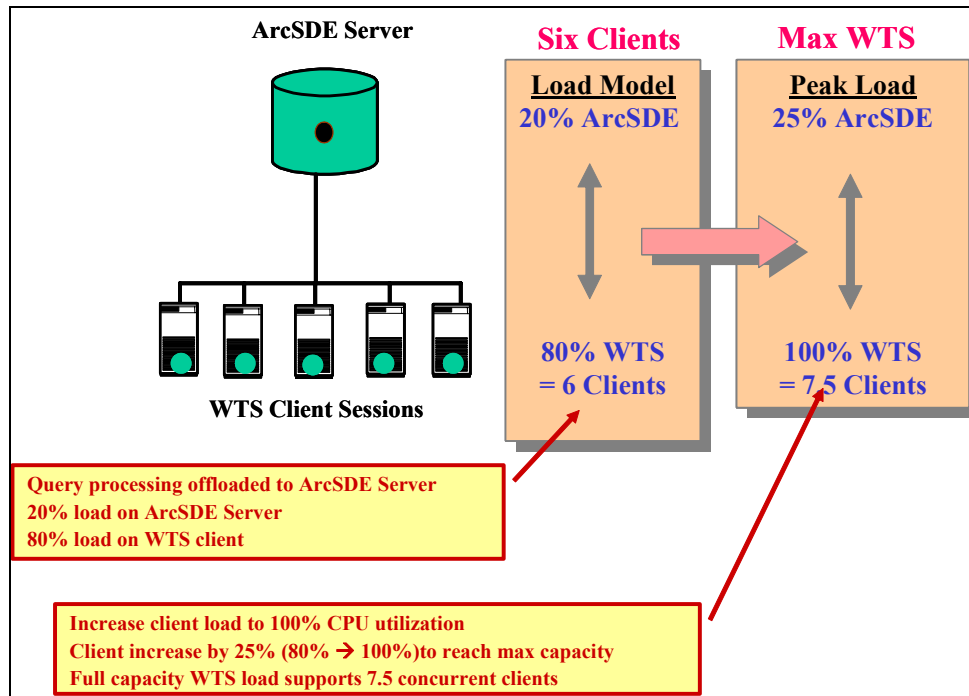 ArcSDE Server
WTS Client Sessions
Six Clients
Load Model
20% ArcSDE
80% WTS
= 6 Clients
Max WTS
Peak Load
25% ArcSDE
100% WTS
= 7.5 Clients
Query processing offloaded to ArcSDE Server
20% load on ArcSDE Server
80% load on WTS client
Increase client load to 100% CPU utilization
Client increase by 25% (80% → 100%)to reach max capacity
Full capacity WTS load supports 7.5 concurrent clients